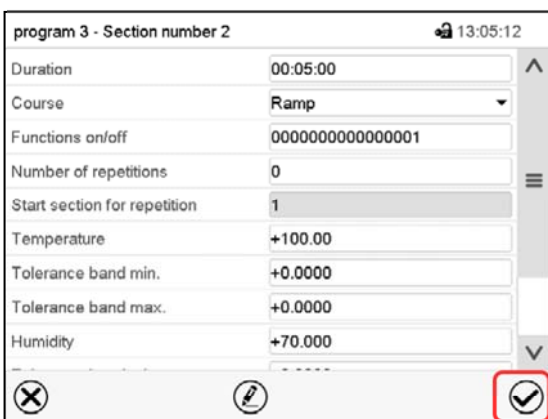 program 3 - Section number 2 13:05:12
Duration 00:05:00
Course Ramp
Functions on/off 0000000000000001
Number of repetitions 0
Start section for repetition 1
Temperature +100.00
Tolerance band min. +0.0000
Tolerance band max. +0.0000
Humidity +70.000